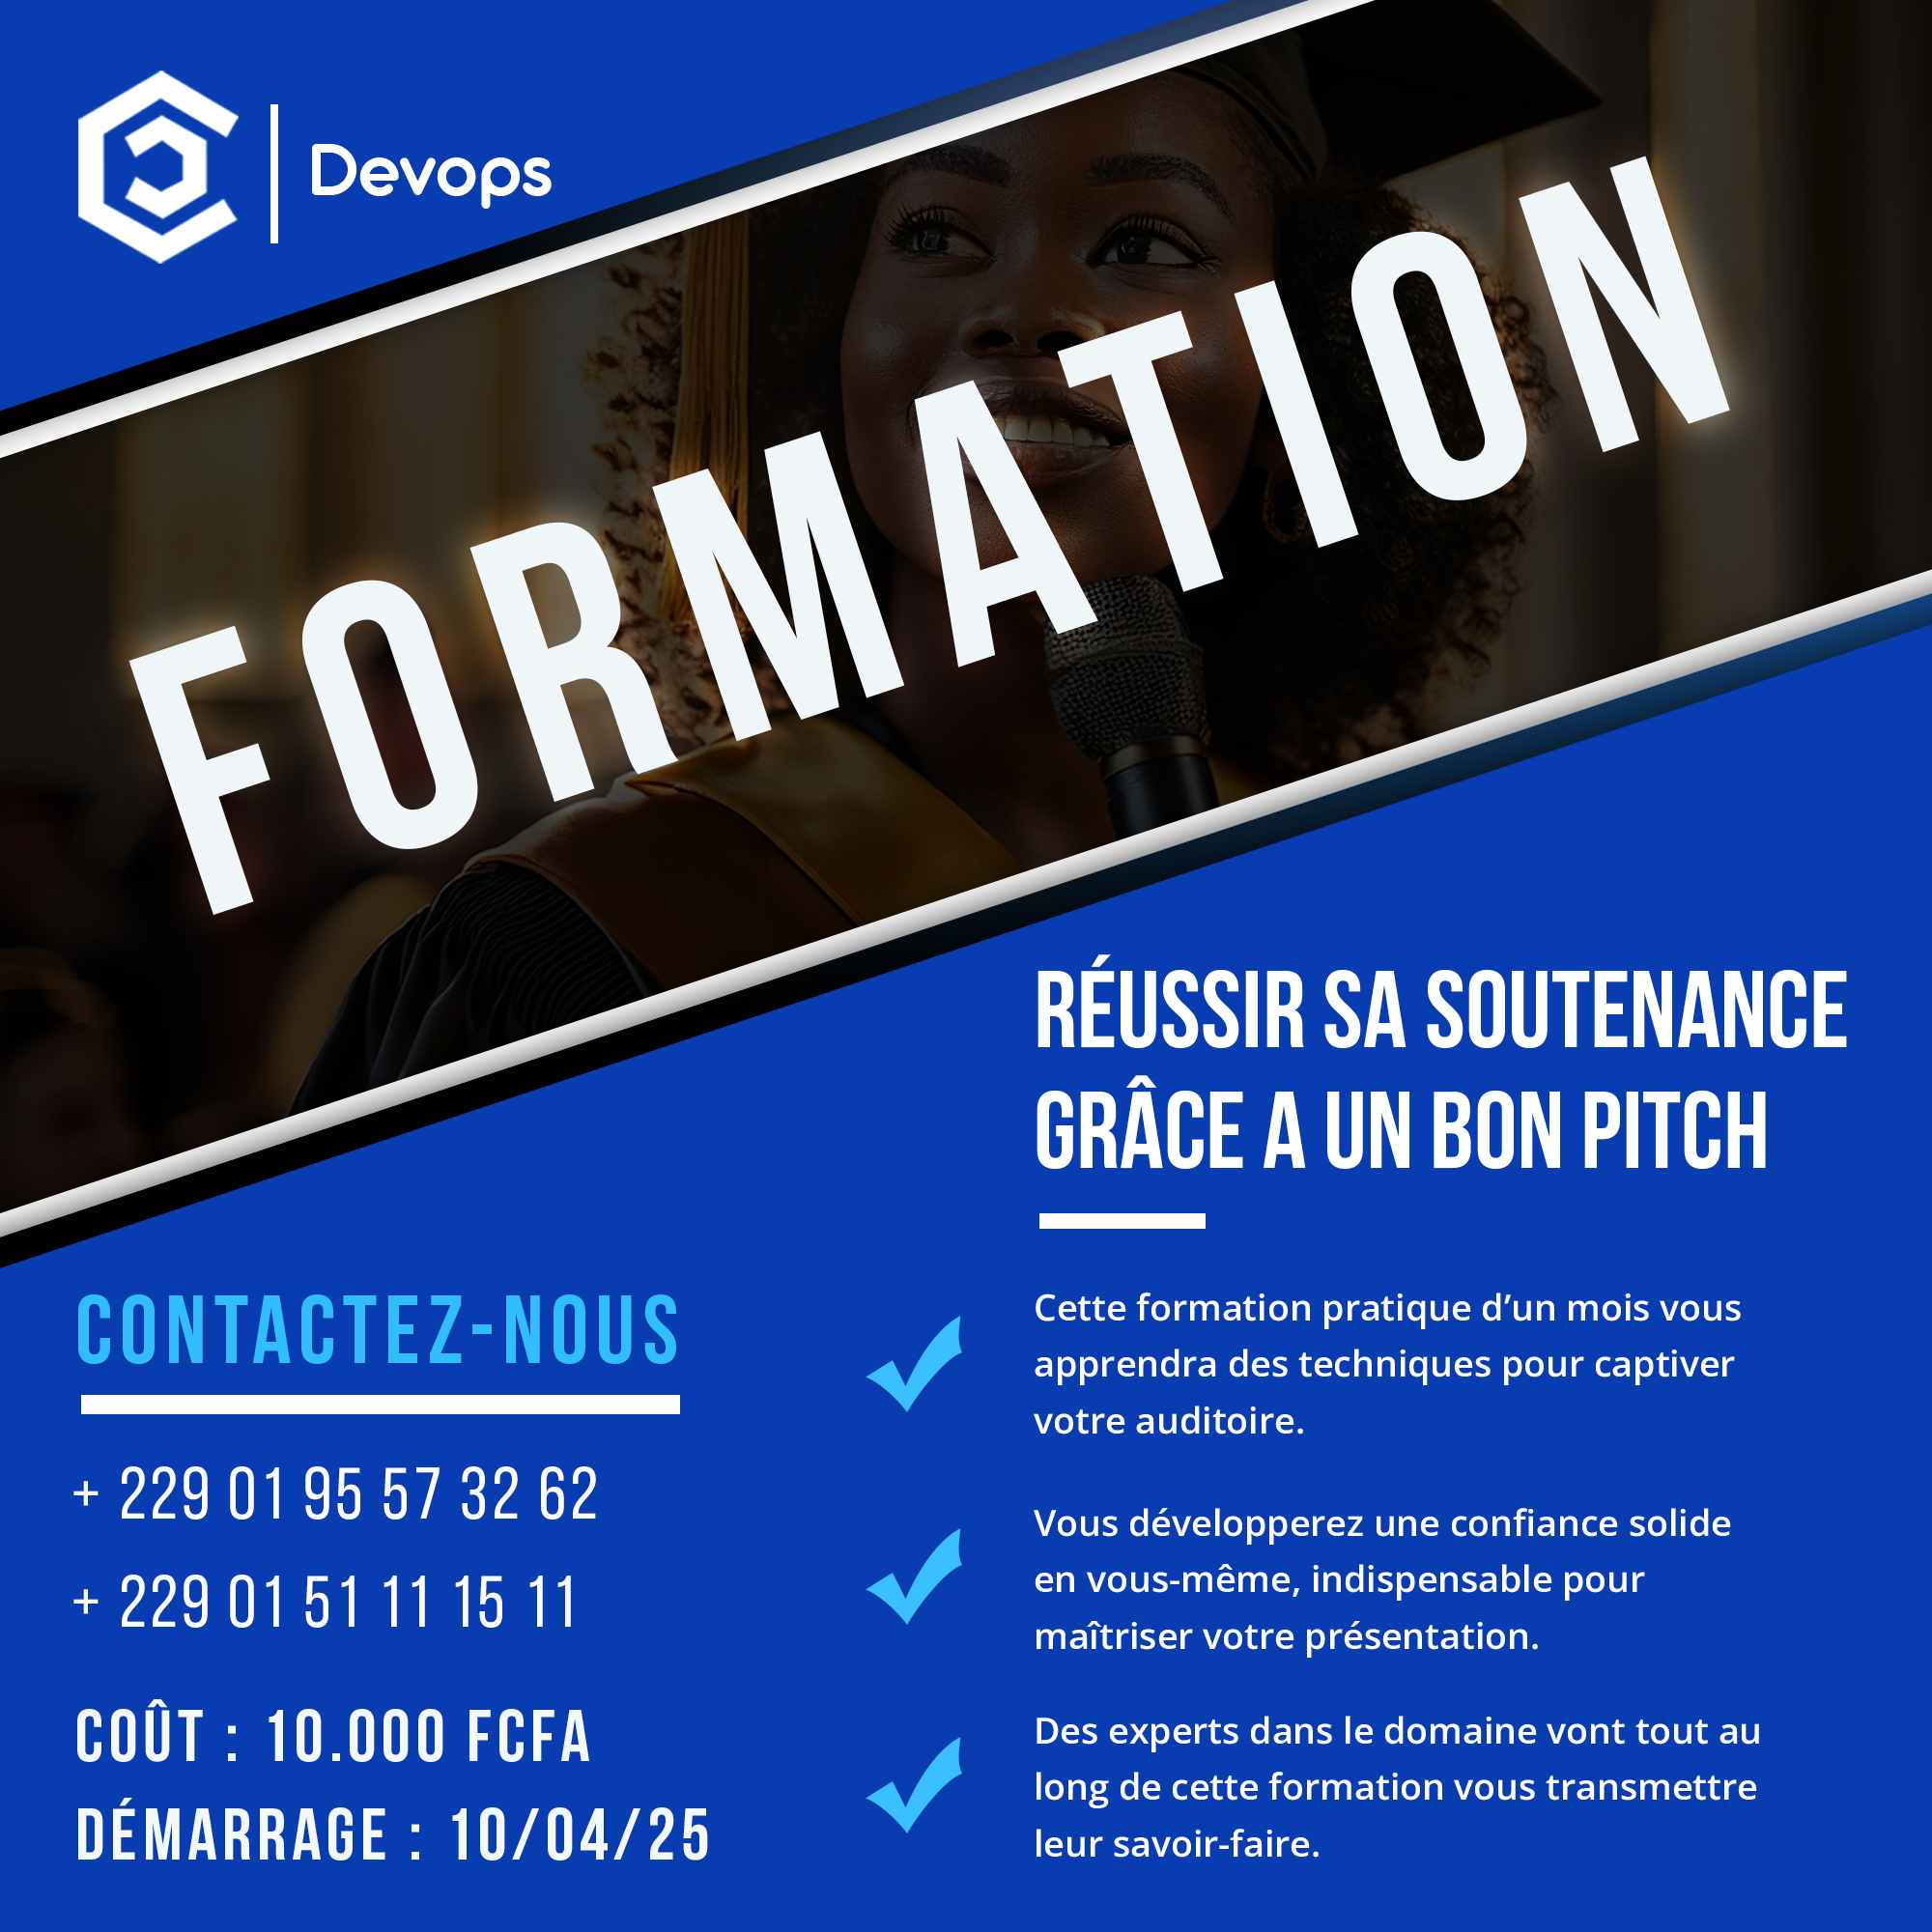 Devops
FORMATION
RÉUSSIR SA SOUTENANCE
GRÂCE A UN BON PITCH
Cette formation pratique d’un mois vous
apprendra des techniques pour captiver
votre auditoire.
Vous développerez une confiance solide
en vous-même, indispensable pour
maîtriser votre présentation.
Des experts dans le domaine vont tout au
long de cette formation vous transmettre
leur savoir-faire.
CONTACTEZ-NOUS
+ 229 01 95 57 32 62
+ 229 01 51 11 15 11
COÛT : 10.000 FCFA
DÉMARRAGE : 10/04/25